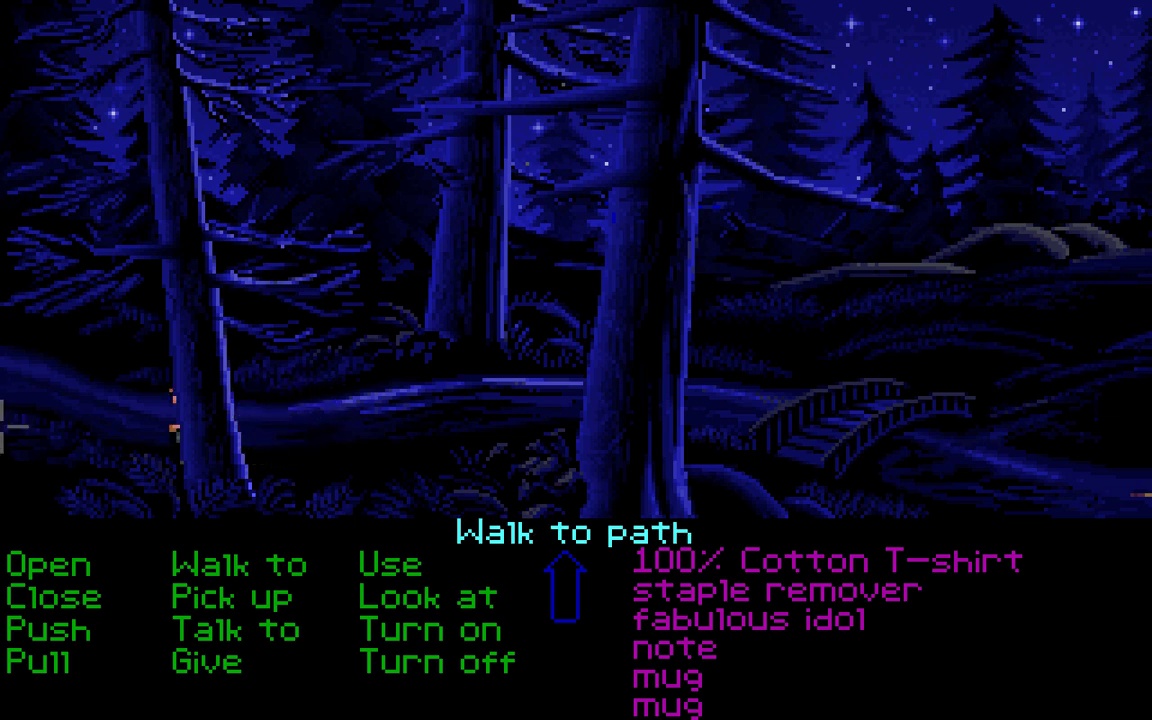 Walk to path
Open Walk to Use
Close Pick up Look at
Push Talk to Turn on
Pull Give Turn off
100% Cotton T-shirt
staple remover
fabulous idol
note
mug
mug